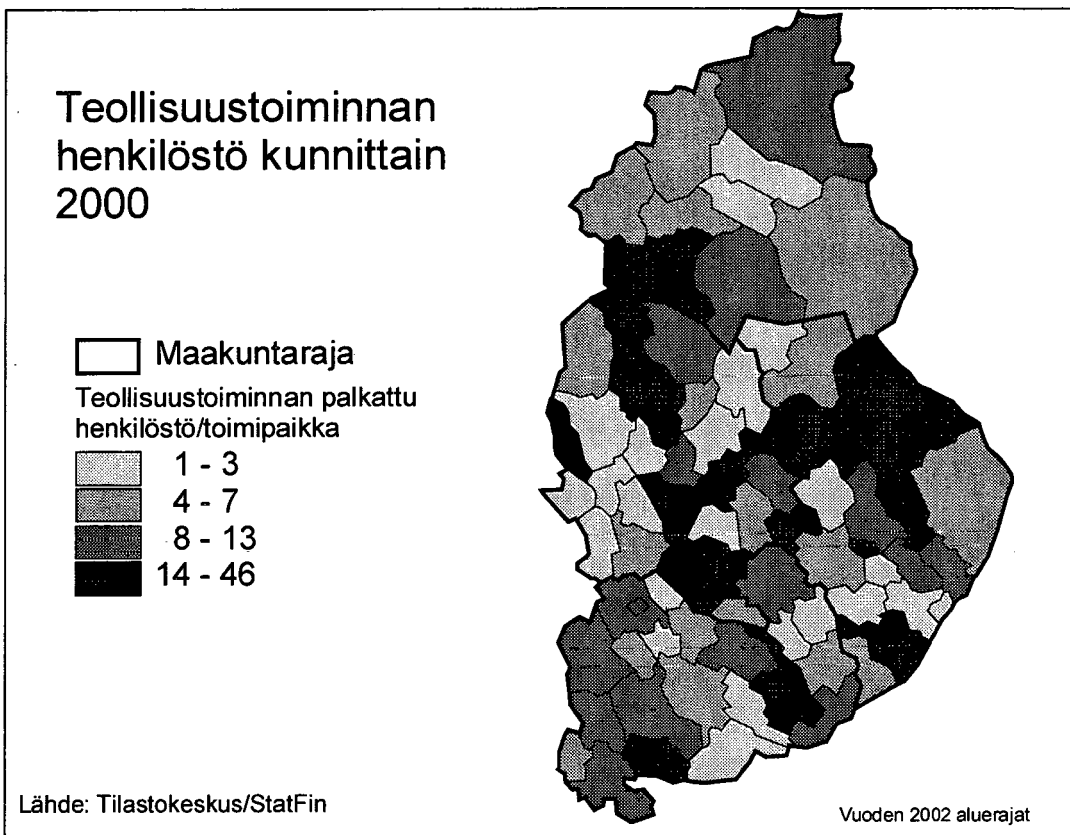 Teollisuustoiminnan
henkilöstö kunnittain
2000
Maakuntaraja
Teollisuustoiminnan palkattu
henkilöstö/toimipaikka
1 - 3
4 - 7
8 - 13
14 - 46
Lähde: Tilastokeskus/StatFin
Vuoden 2002 aluerajat